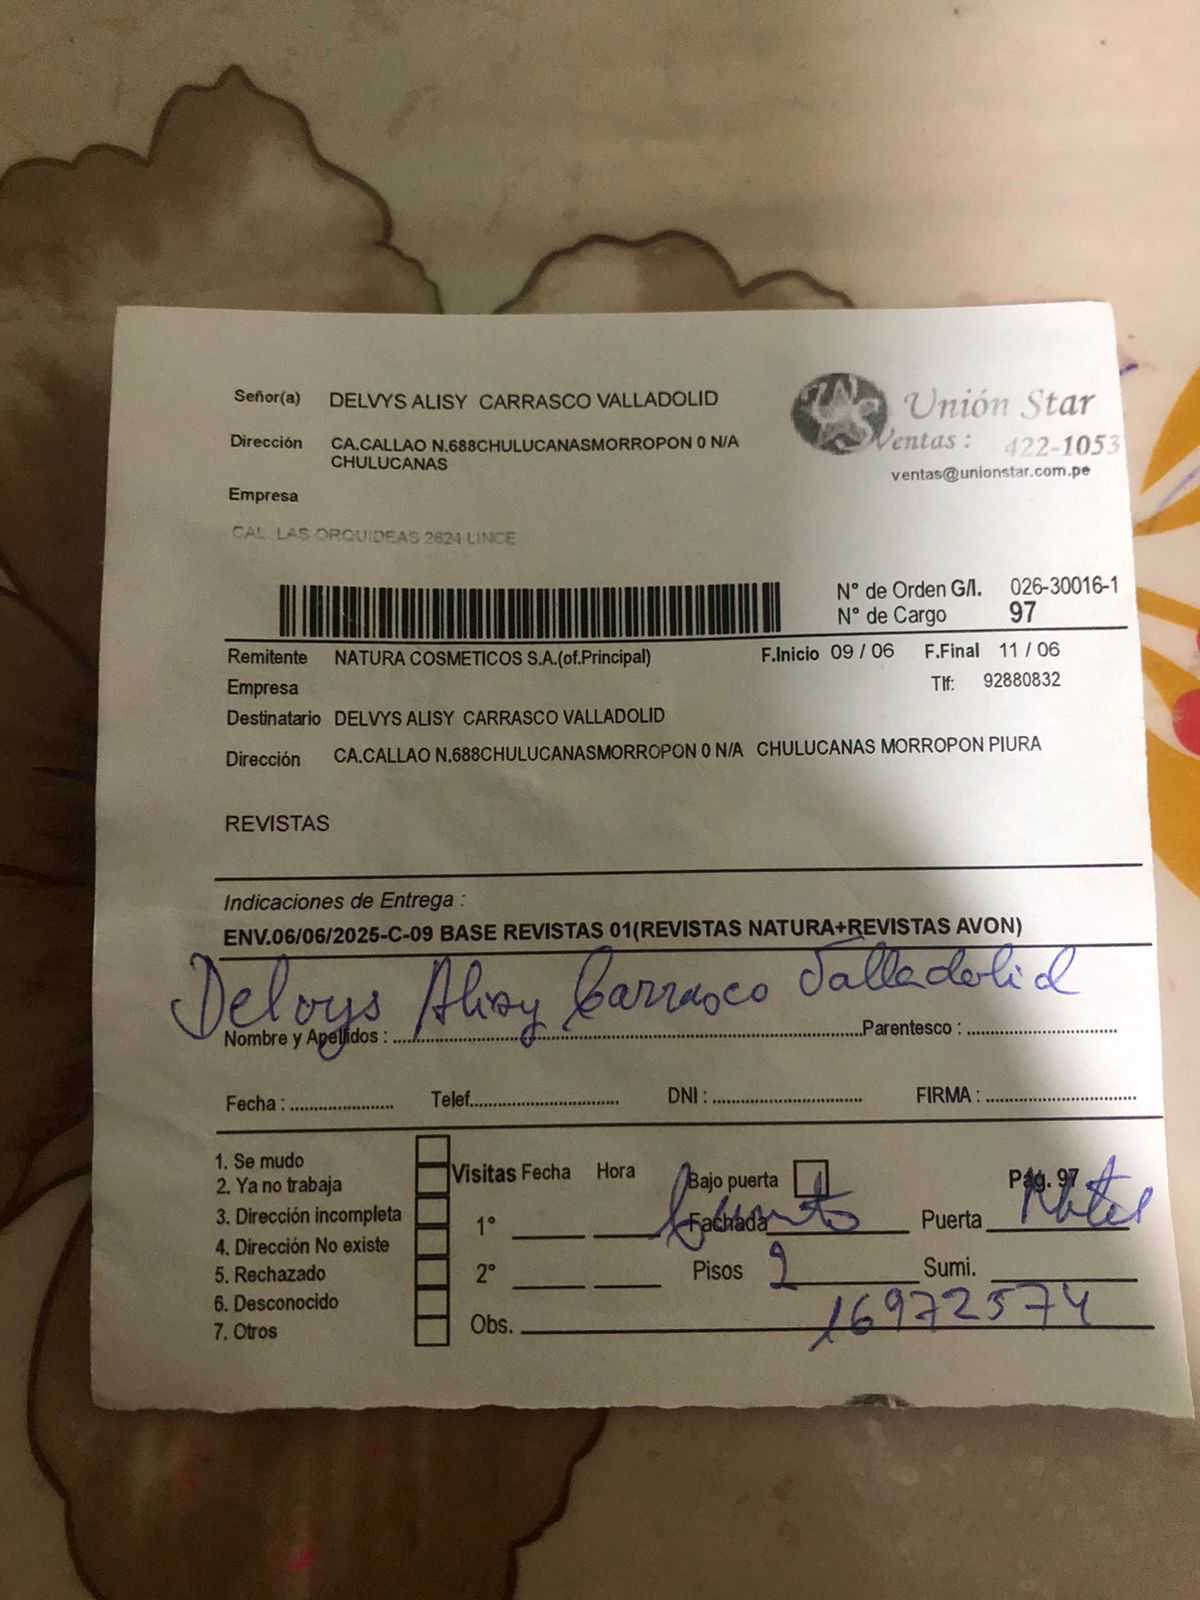 Señor(a) DELVYS ALISY CARRASCO VALLADOLID
Unión Star
Dirección CA.CALLAO N.688CHULUCANASMORROPON 0 N/A
CHULUCANAS
Ventas : 422-1053
ventas@unionstar.com.pe
Empresa
CAL. LAS ORQUIDEAS 2624 LINCE
N° de Orden G/I. 026-30016-1
N° de Cargo 97
Remitente NATURA COSMETICOS S.A.(of.Principal) F.Inicio 09 / 06 F.Final 11 / 06
Empresa Tlf: 92880832
Destinatario DELVYS ALISY CARRASCO VALLADOLID
Dirección CA.CALLAO N.688CHULUCANASMORROPON 0 N/A CHULUCANAS MORROPON PIURA
REVISTAS
Indicaciones de Entrega :
ENV.06/06/2025-C-09 BASE REVISTAS 01(REVISTAS NATURA+REVISTAS AVON)
Delvys Alisy Carrasco Valladolid
Nombre y Apellidos : Parentesco :
Fecha : Telef. DNI : FIRMA :
1. Se mudo
2. Ya no trabaja
3. Dirección incompleta
4. Dirección No existe
5. Rechazado
6. Desconocido
7. Otros
Visitas Fecha Hora
1°
2°
Obs.
Bajo puerta Pág. 97
Fachada Puerta
Pisos 2 Sumi.
16972574